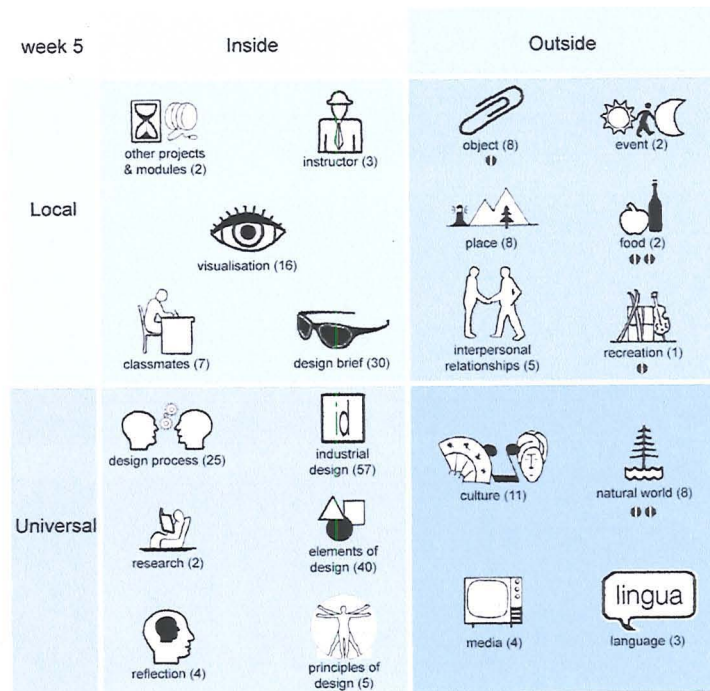 week 5
Inside
Outside
Local
other projects
& modules (2)
instructor (3)
visualisation (16)
classmates (7)
design brief (30)
object (8)
event (2)
place (8)
food (2)
interpersonal
relationships (5)
recreation (1)
Universal
design process (25)
id
industrial
design (57)
research (2)
elements of
design (40)
reflection (4)
principles of
design (5)
culture (11)
natural world (8)
media (4)
lingua
language (3)